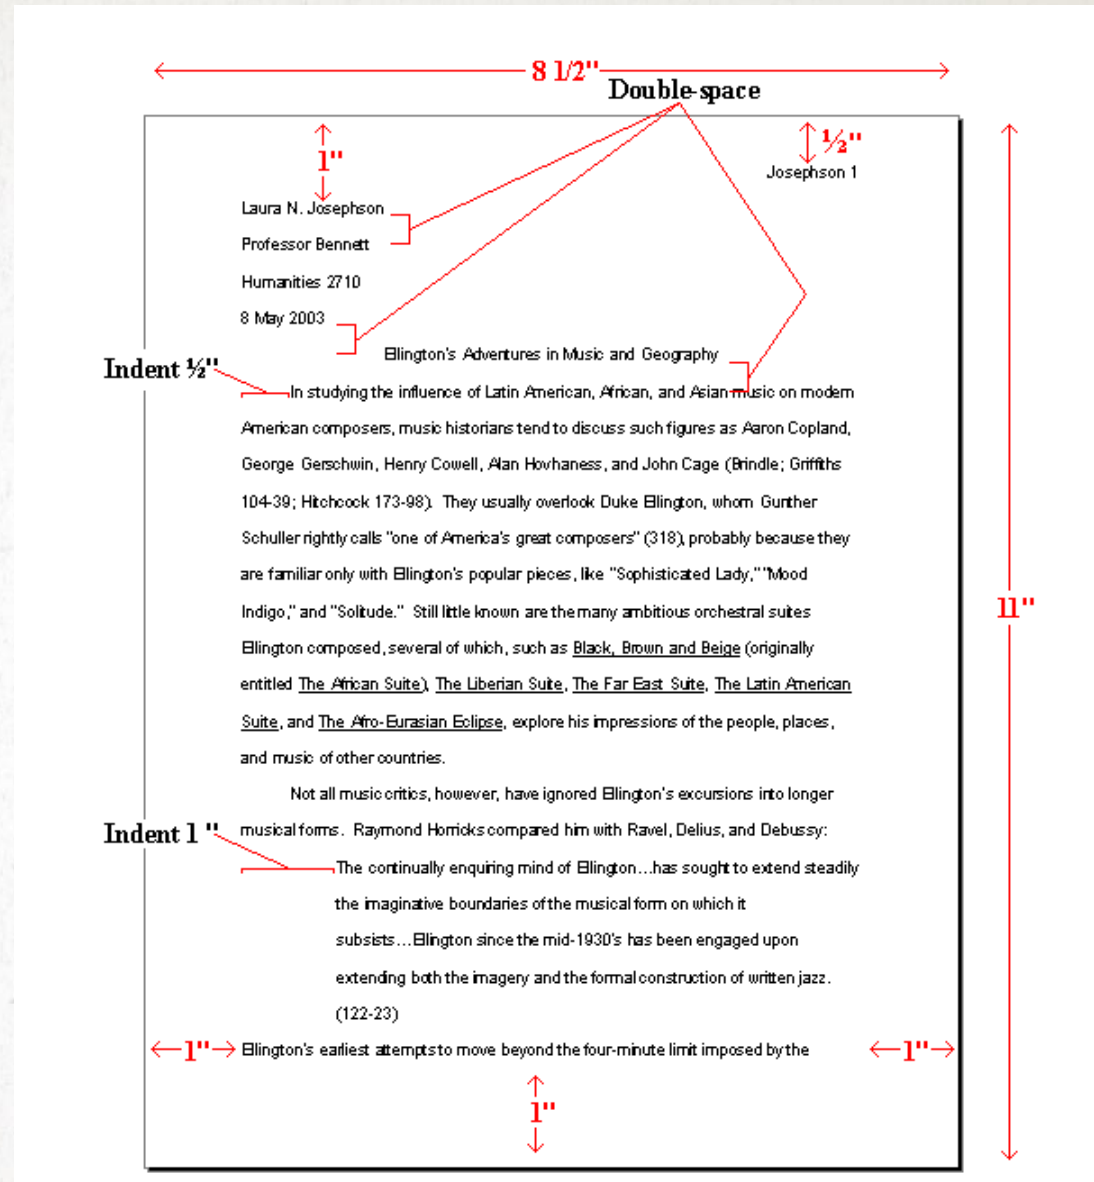 8 1/2"
Double-space
1"
½"
Josephson 1
Laura N. Josephson
Professor Bennett
Humanities 2710
8 May 2003
Ellington's Adventures in Music and Geography
Indent ½"
In studying the influence of Latin American, African, and Asian music on modern
American composers, music historians tend to discuss such figures as Aaron Copland,
George Gerschwin, Henry Cowell, Alan Hovhaness, and John Cage (Brindle; Griffiths
104-39; Hitchcock 173-98). They usually overlook Duke Ellington, whom Gunther
Schuller rightly calls "one of America's great composers" (318), probably because they
are familiar only with Ellington's popular pieces, like "Sophisticated Lady," "Mood
Indigo," and "Solitude." Still little known are the many ambitious orchestral suites
11"
Ellington composed, several of which, such as Black, Brown and Beige (originally
entitled The African Suite), The Liberian Suite, The Far East Suite, The Latin American
Suite, and The Afro-Eurasian Eclipse, explore his impressions of the people, places,
and music of other countries.
Not all music critics, however, have ignored Ellington's excursions into longer
Indent 1 "
musical forms. Raymond Horricks compared him with Ravel, Delius, and Debussy:
The continually enquiring mind of Ellington...has sought to extend steadily
the imaginative boundaries of the musical form on which it
subsists...Ellington since the mid-1930's has been engaged upon
extending both the imagery and the formal construction of written jazz.
(122-23)
1"
Ellington's earliest attempts to move beyond the four-minute limit imposed by the
1"
1"